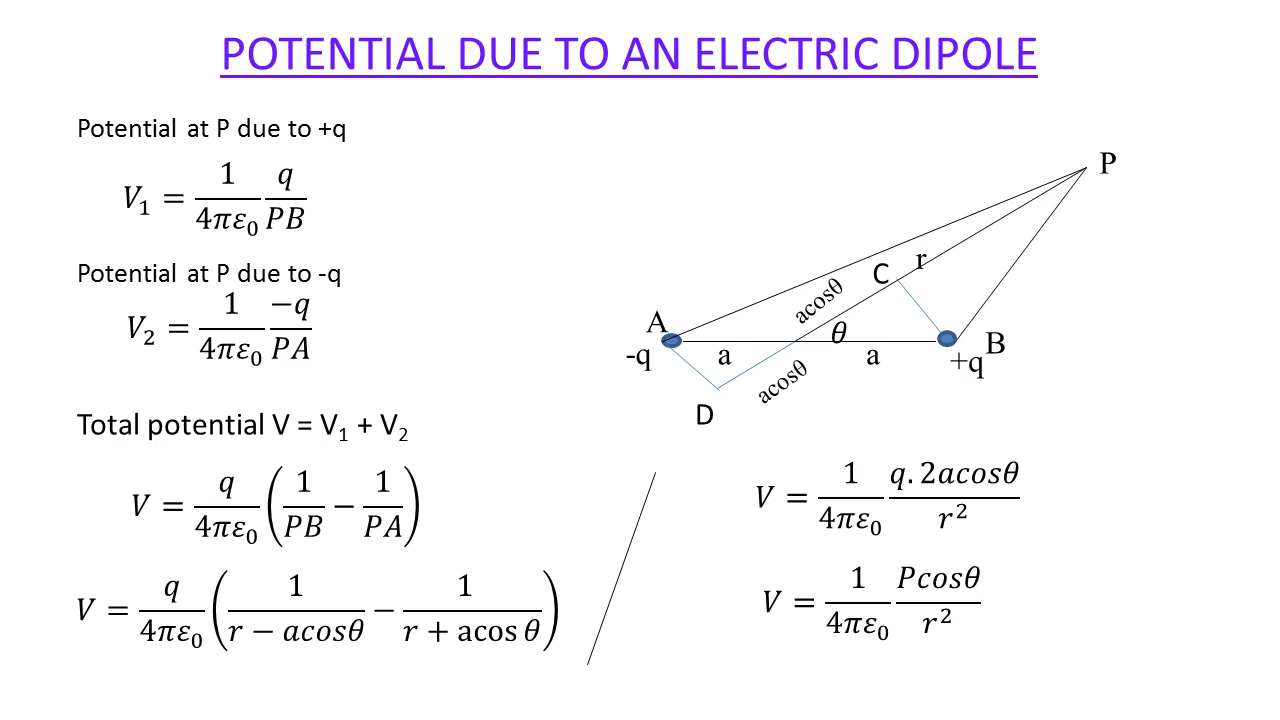 POTENTIAL DUE TO AN ELECTRIC DIPOLE
Potential at P due to +q
V₁ = 1/4πε₀ q/PB
Potential at P due to -q
V₂ = 1/4πε₀ −q/PA
Total potential V = V₁ + V₂
V = q/4πε₀ (1/PB − 1/PA)
V = q/4πε₀ (1/(r − acosθ) − 1/(r + acos θ))
P
r
C
acosθ
A
θ
B
-q
a
a
+q
acosθ
D
V = 1/4πε₀ q. 2acosθ/r²
V = 1/4πε₀ Pcosθ/r²